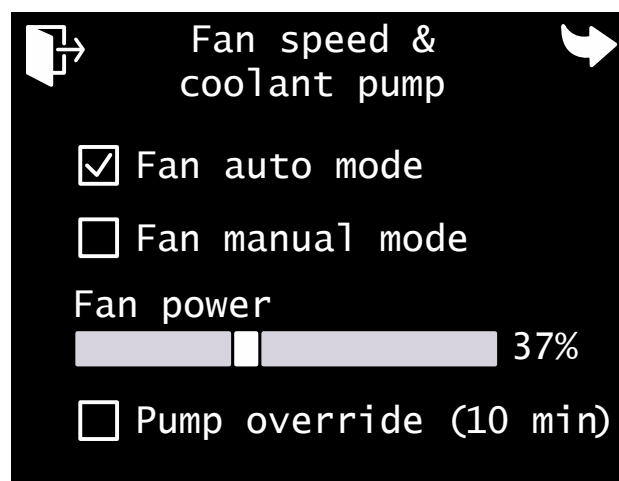 Fan speed &
coolant pump
Fan auto mode
Fan manual mode
Fan power
37%
Pump override (10 min)